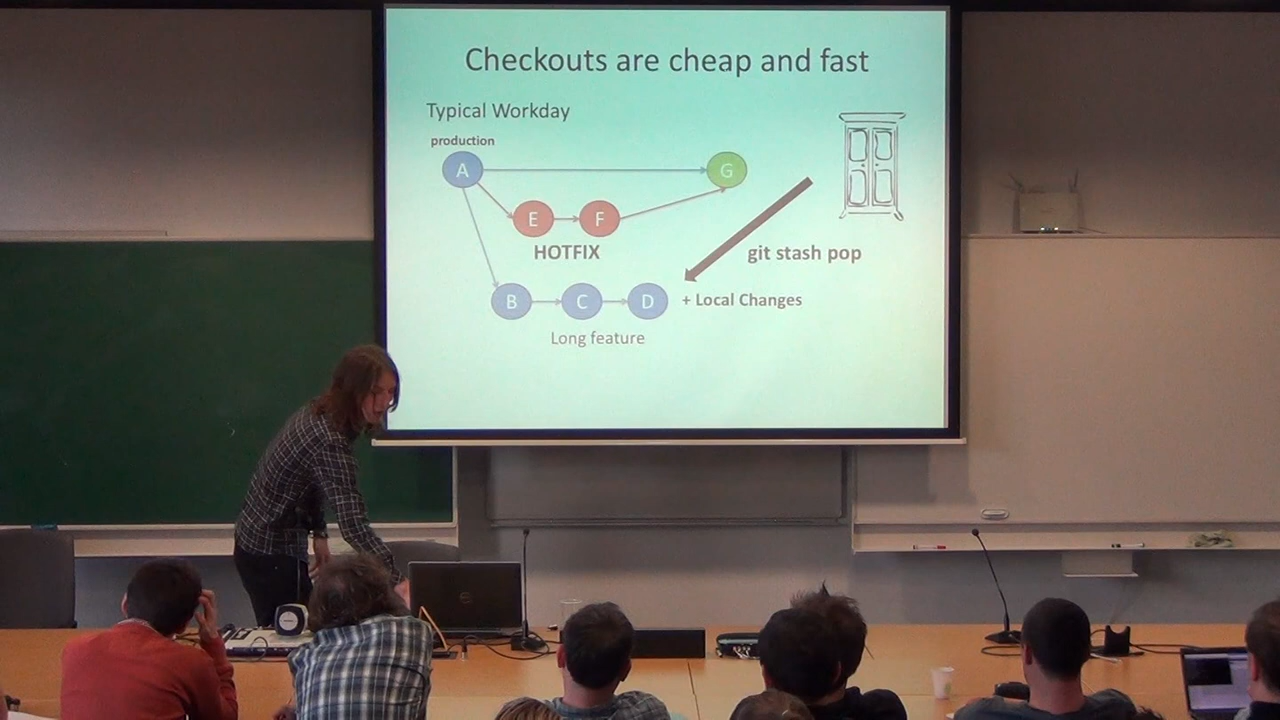 Checkouts are cheap and fast
Typical Workday
production
A
G
E
F
HOTFIX
git stash pop
B
C
D
+ Local Changes
Long feature